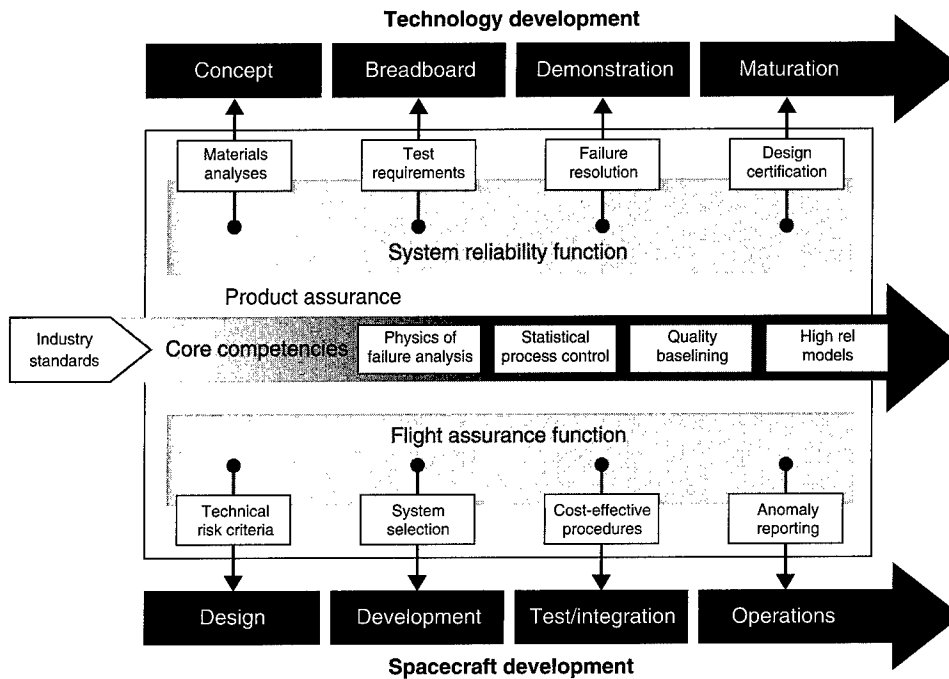 Technology development
Concept
Breadboard
Demonstration
Maturation
Materials
analyses
Test
requirements
Failure
resolution
Design
certification
System reliability function
Product assurance
Industry
standards
Core competencies
Physics of
failure analysis
Statistical
process control
Quality
baselining
High rel
models
Flight assurance function
Technical
risk criteria
System
selection
Cost-effective
procedures
Anomaly
reporting
Design
Development
Test/integration
Operations
Spacecraft development